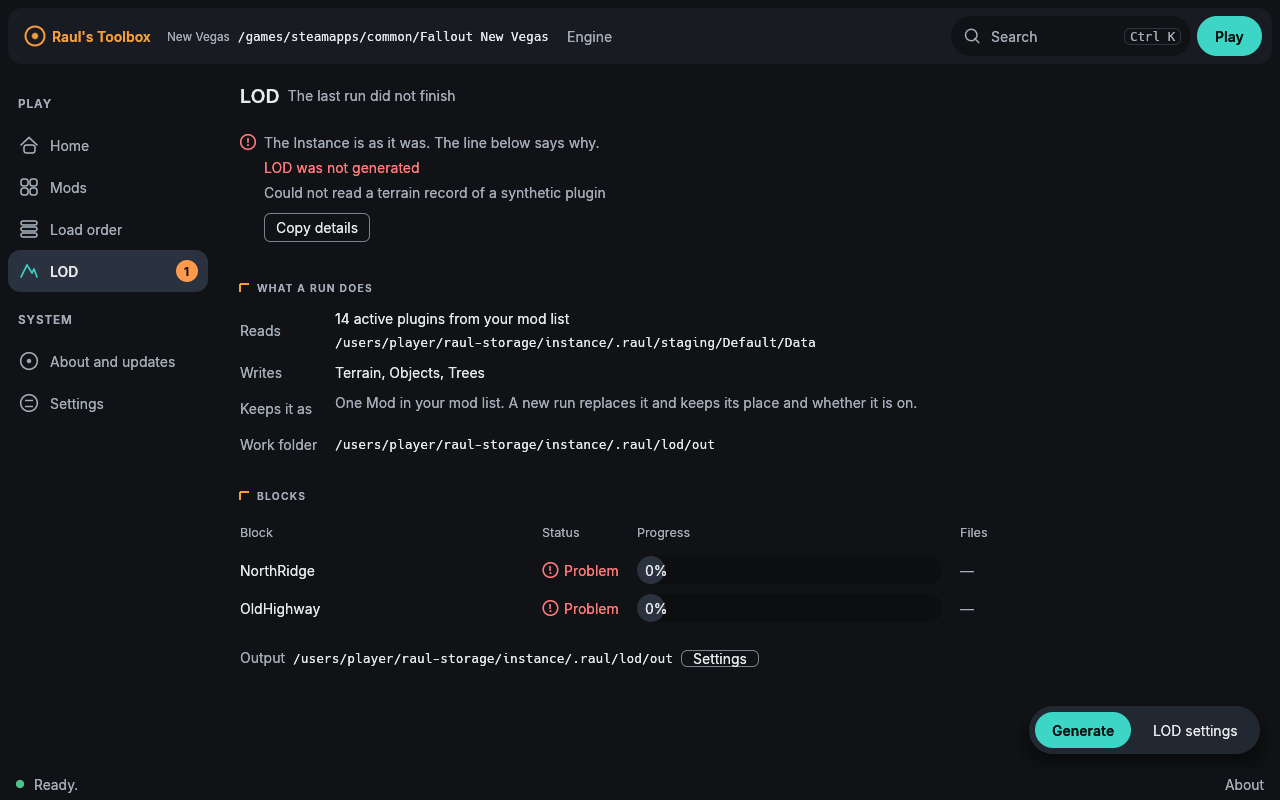 Raul's Toolbox New Vegas /games/steamapps/common/Fallout New Vegas Engine Search Ctrl K Play
PLAY
Home
Mods
Load order
LOD 1
SYSTEM
About and updates
Settings
LOD The last run did not finish
The Instance is as it was. The line below says why.
LOD was not generated
Could not read a terrain record of a synthetic plugin
Copy details
WHAT A RUN DOES
Reads 14 active plugins from your mod list
/users/player/raul-storage/instance/.raul/staging/Default/Data
Writes Terrain, Objects, Trees
Keeps it as One Mod in your mod list. A new run replaces it and keeps its place and whether it is on.
Work folder /users/player/raul-storage/instance/.raul/lod/out
BLOCKS
Block Status Progress Files
NorthRidge Problem 0% —
OldHighway Problem 0% —
Output /users/player/raul-storage/instance/.raul/lod/out Settings
Generate LOD settings
Ready. About